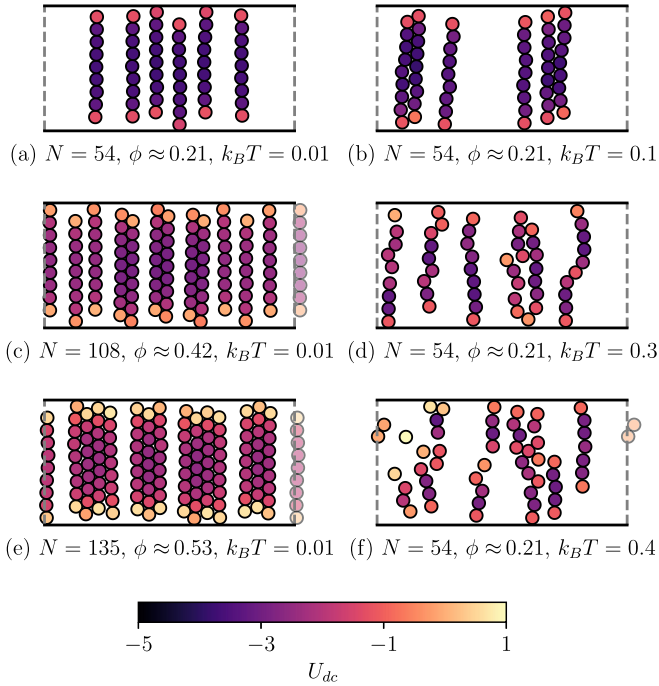 (a) N = 54, ϕ ≈ 0.21, k_BT = 0.01
(b) N = 54, ϕ ≈ 0.21, k_BT = 0.1
(c) N = 108, ϕ ≈ 0.42, k_BT = 0.01
(d) N = 54, ϕ ≈ 0.21, k_BT = 0.3
(e) N = 135, ϕ ≈ 0.53, k_BT = 0.01
(f) N = 54, ϕ ≈ 0.21, k_BT = 0.4
−5 −3 −1 1
U_dc